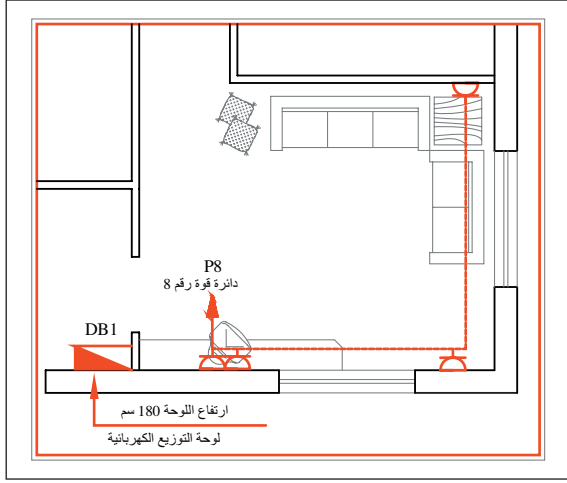 P8
دائرة قوة رقم 8
DB1
ارتفاع اللوحة 180 سم
لوحة التوزيع الكهربائية